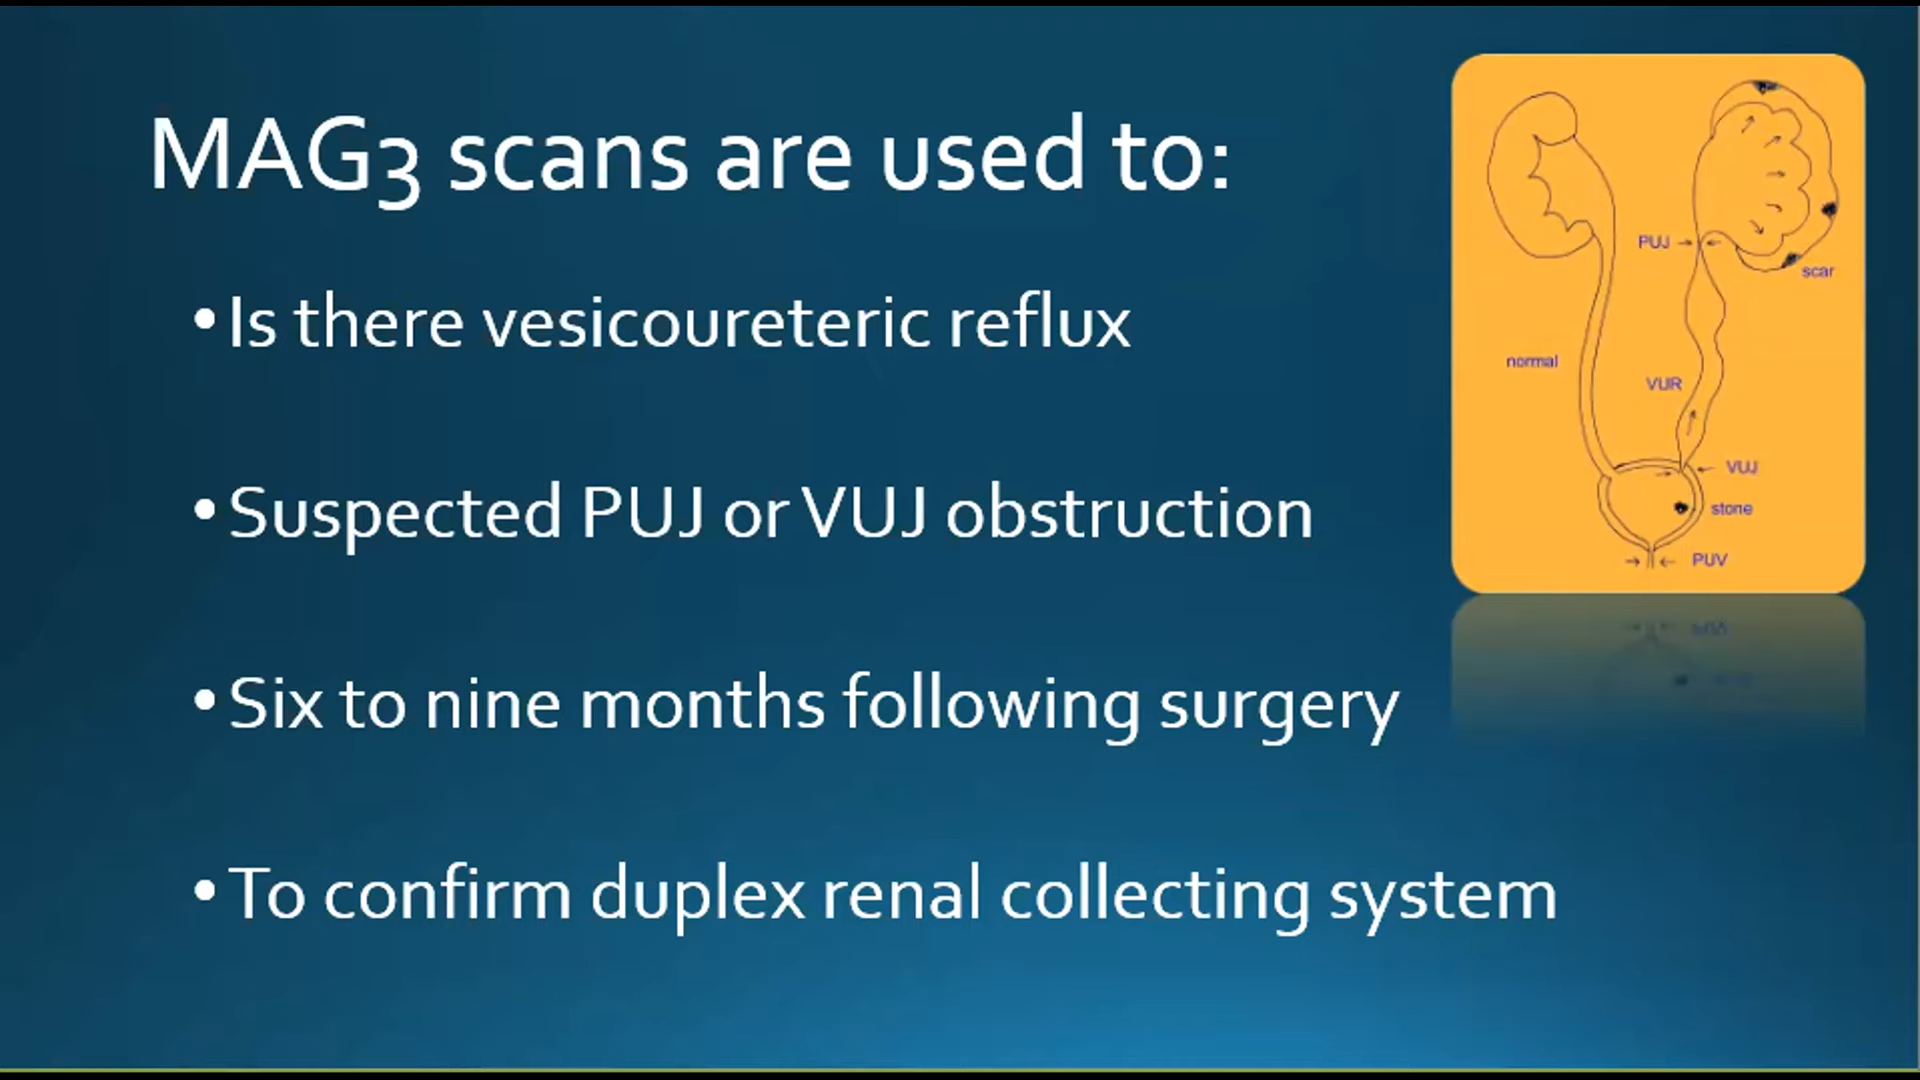 MAG3 scans are used to:
• Is there vesicoureteric reflux
• Suspected PUJ or VUJ obstruction
• Six to nine months following surgery
• To confirm duplex renal collecting system
PUJ
scar
normal
VUR
VUJ
stone
PUV